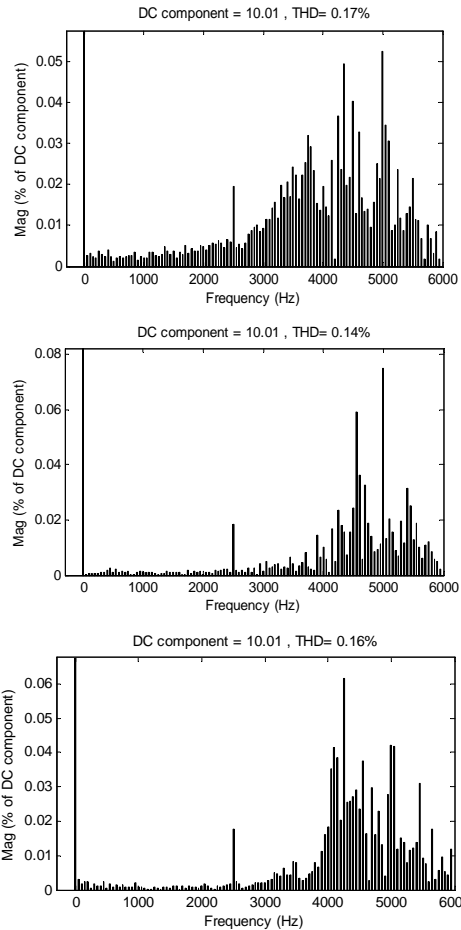 DC component = 10.01 , THD= 0.17%
0.05
0.04
0.03
0.02
0.01
0
Mag (% of DC component)
0 1000 2000 3000 4000 5000 6000
Frequency (Hz)
DC component = 10.01 , THD= 0.14%
0.08
0.06
0.04
0.02
0
Mag (% of DC component)
0 1000 2000 3000 4000 5000 6000
Frequency (Hz)
DC component = 10.01 , THD= 0.16%
0.06
0.05
0.04
0.03
0.02
0.01
0
Mag (% of DC component)
0 1000 2000 3000 4000 5000 6000
Frequency (Hz)